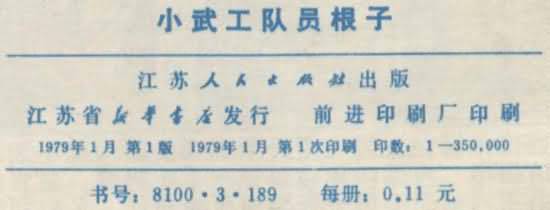 小武工队员根子
江苏人民出版社出版
江苏省新华书店发行 前进印刷厂印刷
1979年1月 第1版 1979年1月 第1次印刷 印数：1—350,000
书号：8100·3·189 每册：0.11 元